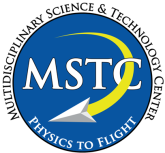 MULTIDISCIPLINARY SCIENCE & TECHNOLOGY CENTER
MSTC
PHYSICS TO FLIGHT